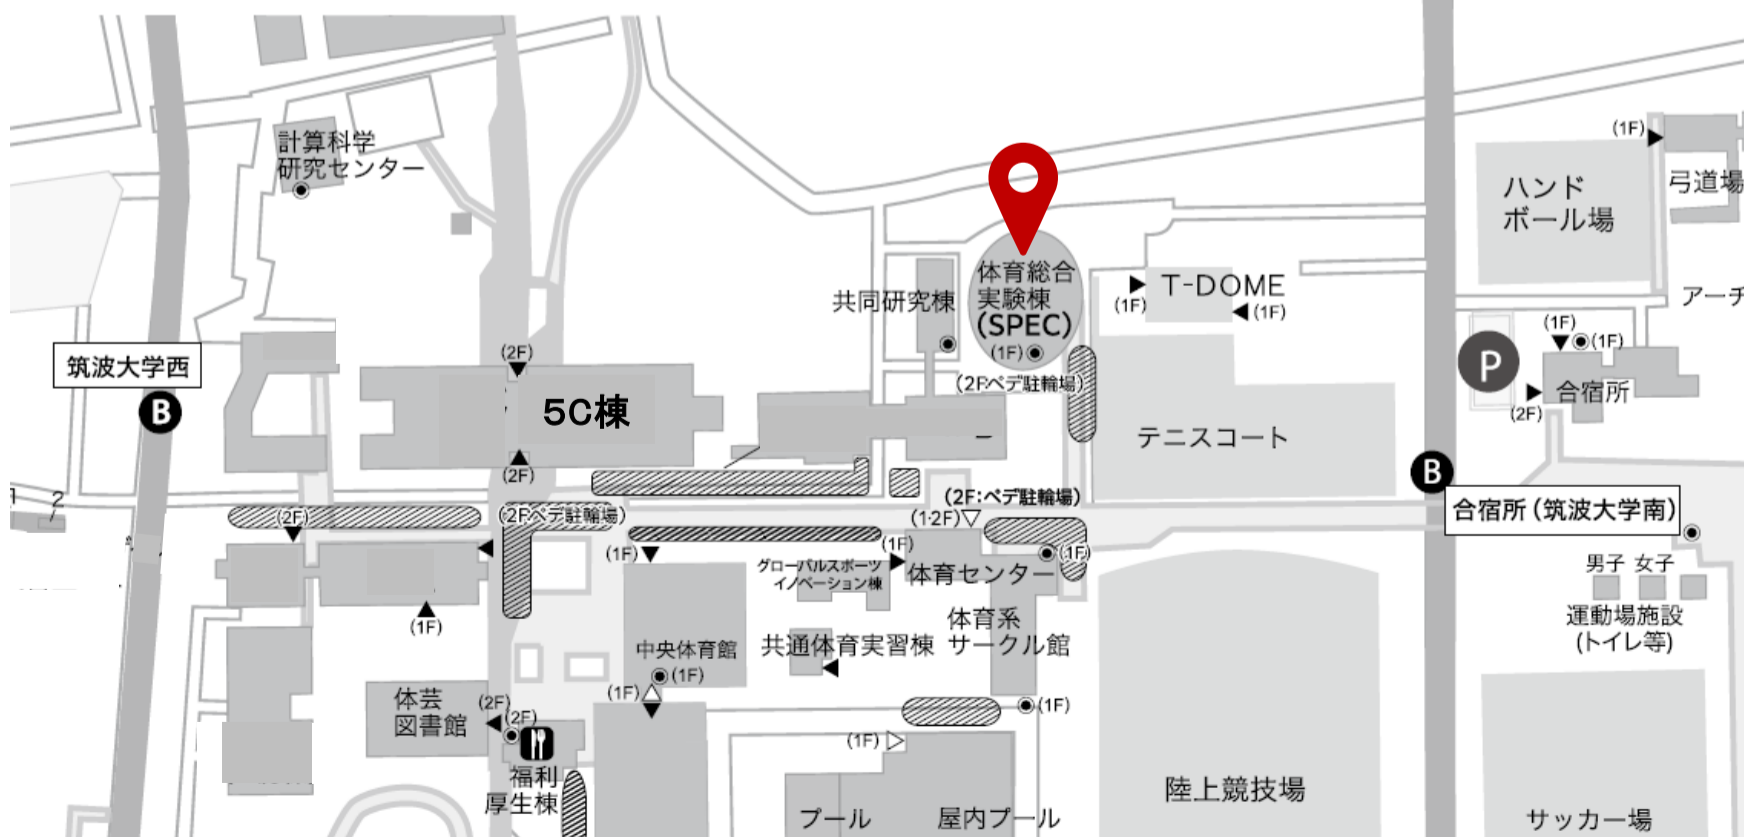 計算科学
研究センター
(1F)
弓道場
ハンド
ボール場
体育総合
実験棟
(SPEC)
(1F)
共同研究棟
T-DOME
(1F)
(1F)
アーチ
筑波大学西
B
(2F)
5C棟
(2F)
(2Fペデ駐輪場)
P
(1F)
(1F)
合宿所
(2F)
テニスコート
B
合宿所(筑波大学南)
1 2
(2F)
(2Fペデ駐輪場)
(2F:ペデ駐輪場)
(1·2F)
(1F)
(1F)
(1F)
グローバルスポーツ
イノベーション棟
体育センター
男子 女子
運動場施設
(トイレ等)
(1F)
体育系
サークル館
中央体育館
(1F)
(1F)
共通体育実習棟
(1F)
体芸
図書館
(2F)
(2F)
福利
厚生棟
(1F)
プール
屋内プール
陸上競技場
サッカー場